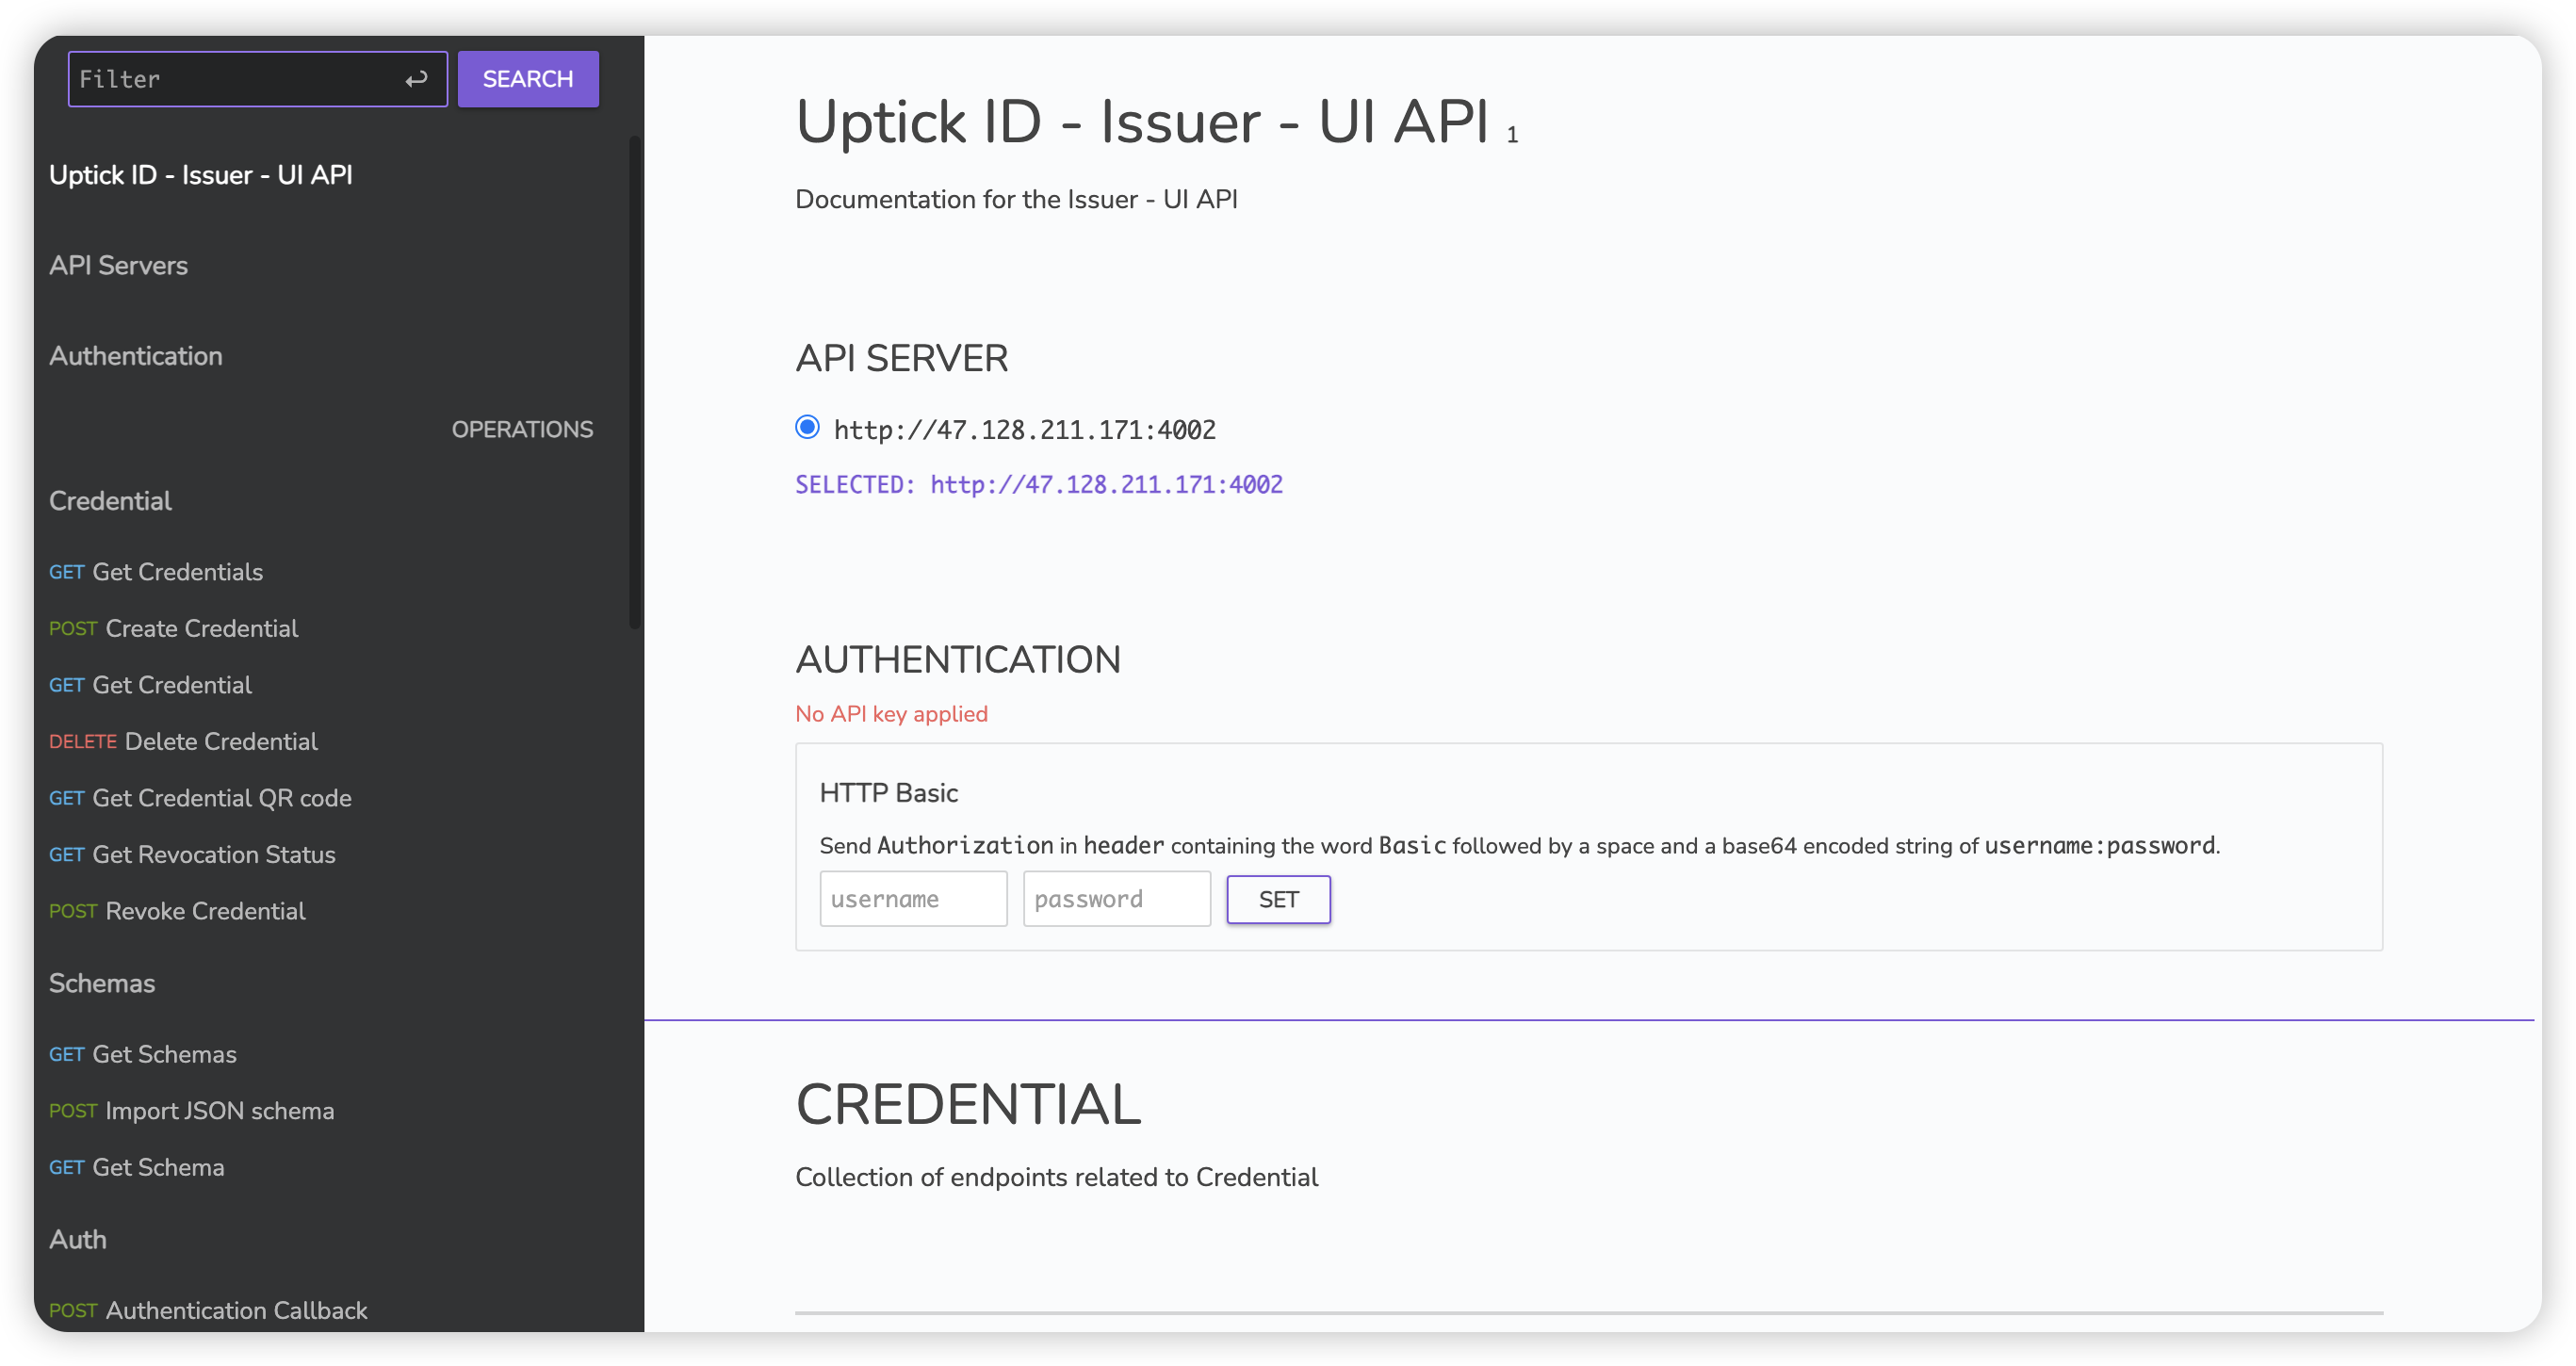 Filter
SEARCH
Uptick ID - Issuer - UI API
API Servers
Authentication
OPERATIONS
Credential
GET Get Credentials
POST Create Credential
GET Get Credential
DELETE Delete Credential
GET Get Credential QR code
GET Get Revocation Status
POST Revoke Credential
Schemas
GET Get Schemas
POST Import JSON schema
GET Get Schema
Auth
POST Authentication Callback
Uptick ID - Issuer - UI API 1
Documentation for the Issuer - UI API
API SERVER
http://47.128.211.171:4002
SELECTED: http://47.128.211.171:4002
AUTHENTICATION
No API key applied
HTTP Basic
Send Authorization in header containing the word Basic followed by a space and a base64 encoded string of username:password.
username
password
SET
CREDENTIAL
Collection of endpoints related to Credential